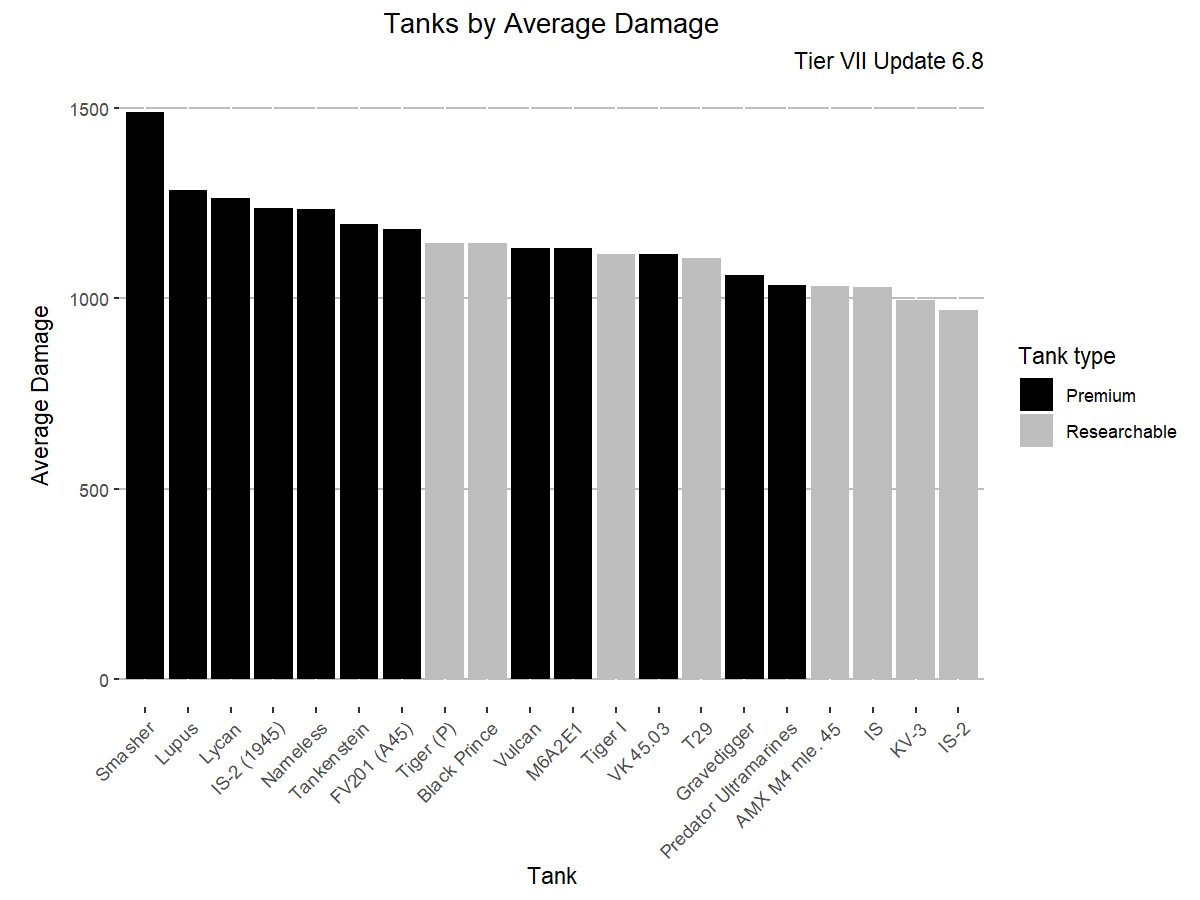 Tanks by Average Damage
Tier VII Update 6.8
Average Damage
1500
1000
500
0
Smasher
Lupus
Lycan
IS-2 (1945)
Nameless
Tankenstein
FV201 (A45)
Tiger (P)
Black Prince
Vulcan
M6A2E1
Tiger I
VK 45.03
T29
Gravedigger
Predator Ultramarines
AMX M4 mle. 45
IS
KV-3
IS-2
Tank
Tank type
Premium
Researchable